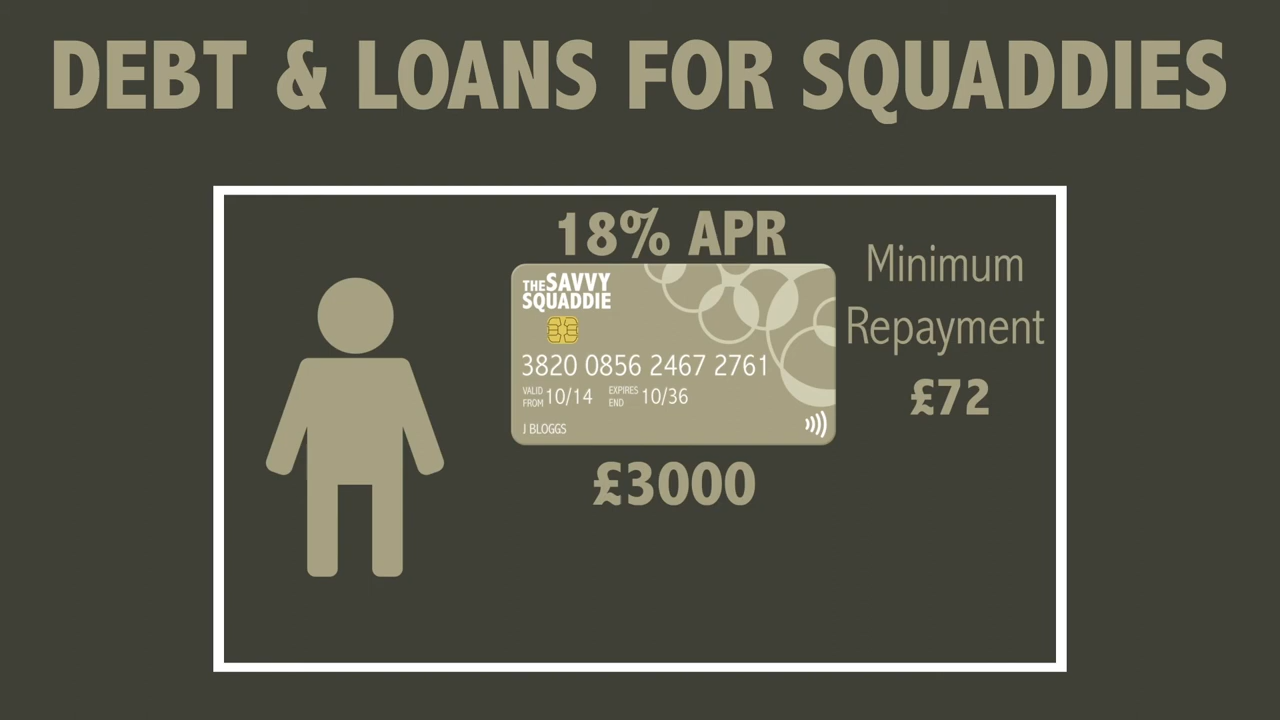 DEBT & LOANS FOR SQUADDIES
18% APR
THE SAVVY
SQUADDIE
3820 0856 2467 2761
VALID FROM 10/14 EXPIRES END 10/36
J BLOGGS
£3000
Minimum
Repayment
£72